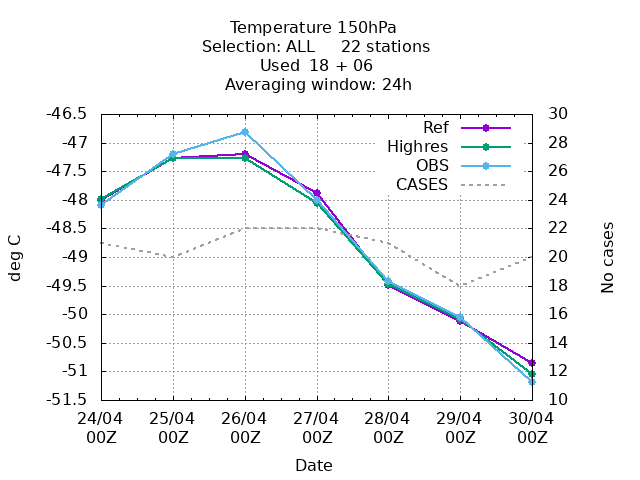 Temperature 150hPa
Selection: ALL 22 stations
Used 18 + 06
Averaging window: 24h
-46.5
-47
-47.5
-48
-48.5
-49
-49.5
-50
-50.5
-51
-51.5
deg C
30
28
26
24
22
20
18
16
14
12
10
No cases
Ref
Highres
OBS
CASES
24/04 25/04 26/04 27/04 28/04 29/04 30/04
00Z 00Z 00Z 00Z 00Z 00Z 00Z
Date